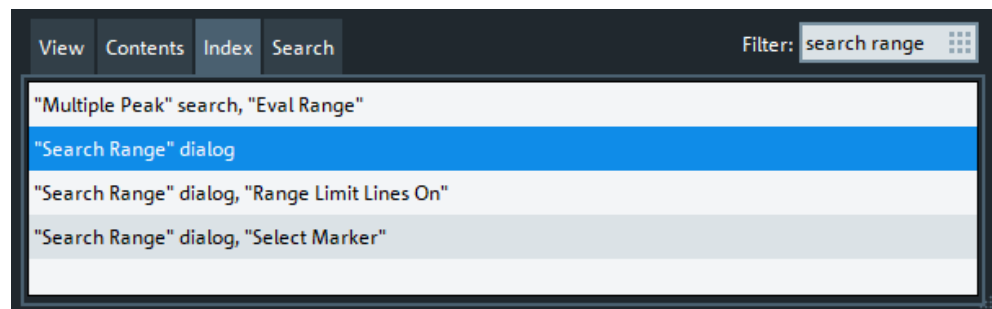 View Contents Index Search Filter: search range
"Multiple Peak" search, "Eval Range"
"Search Range" dialog
"Search Range" dialog, "Range Limit Lines On"
"Search Range" dialog, "Select Marker"